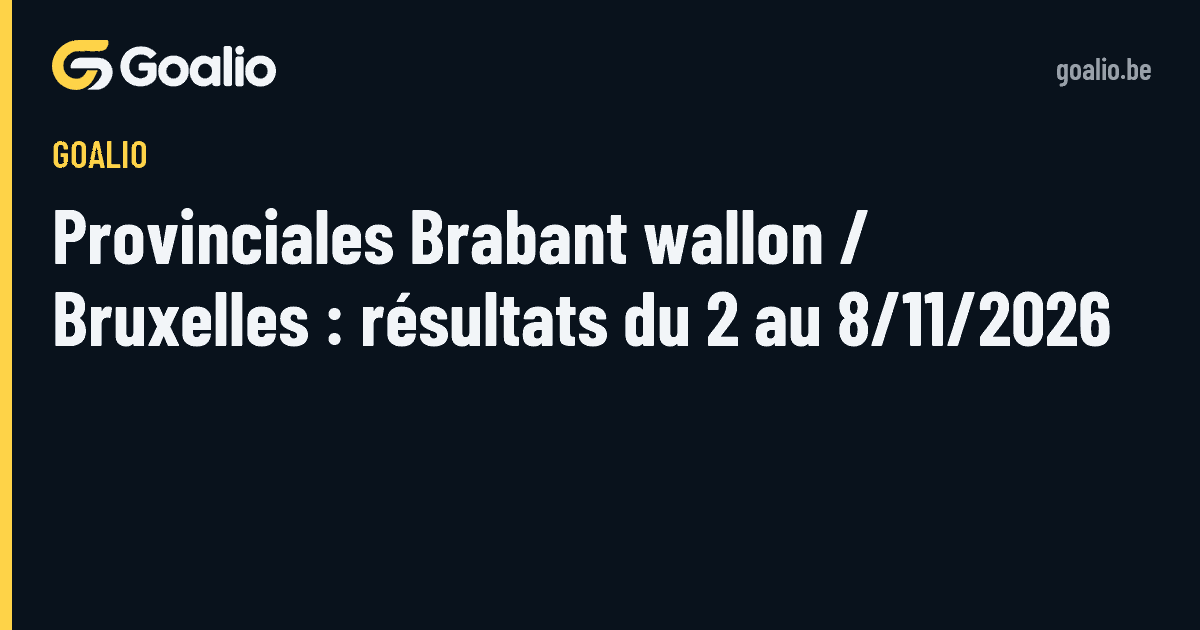 Goalio
goalio.be
GOALIO
Provinciales Brabant wallon /
Bruxelles : résultats du 2 au 8/11/2026